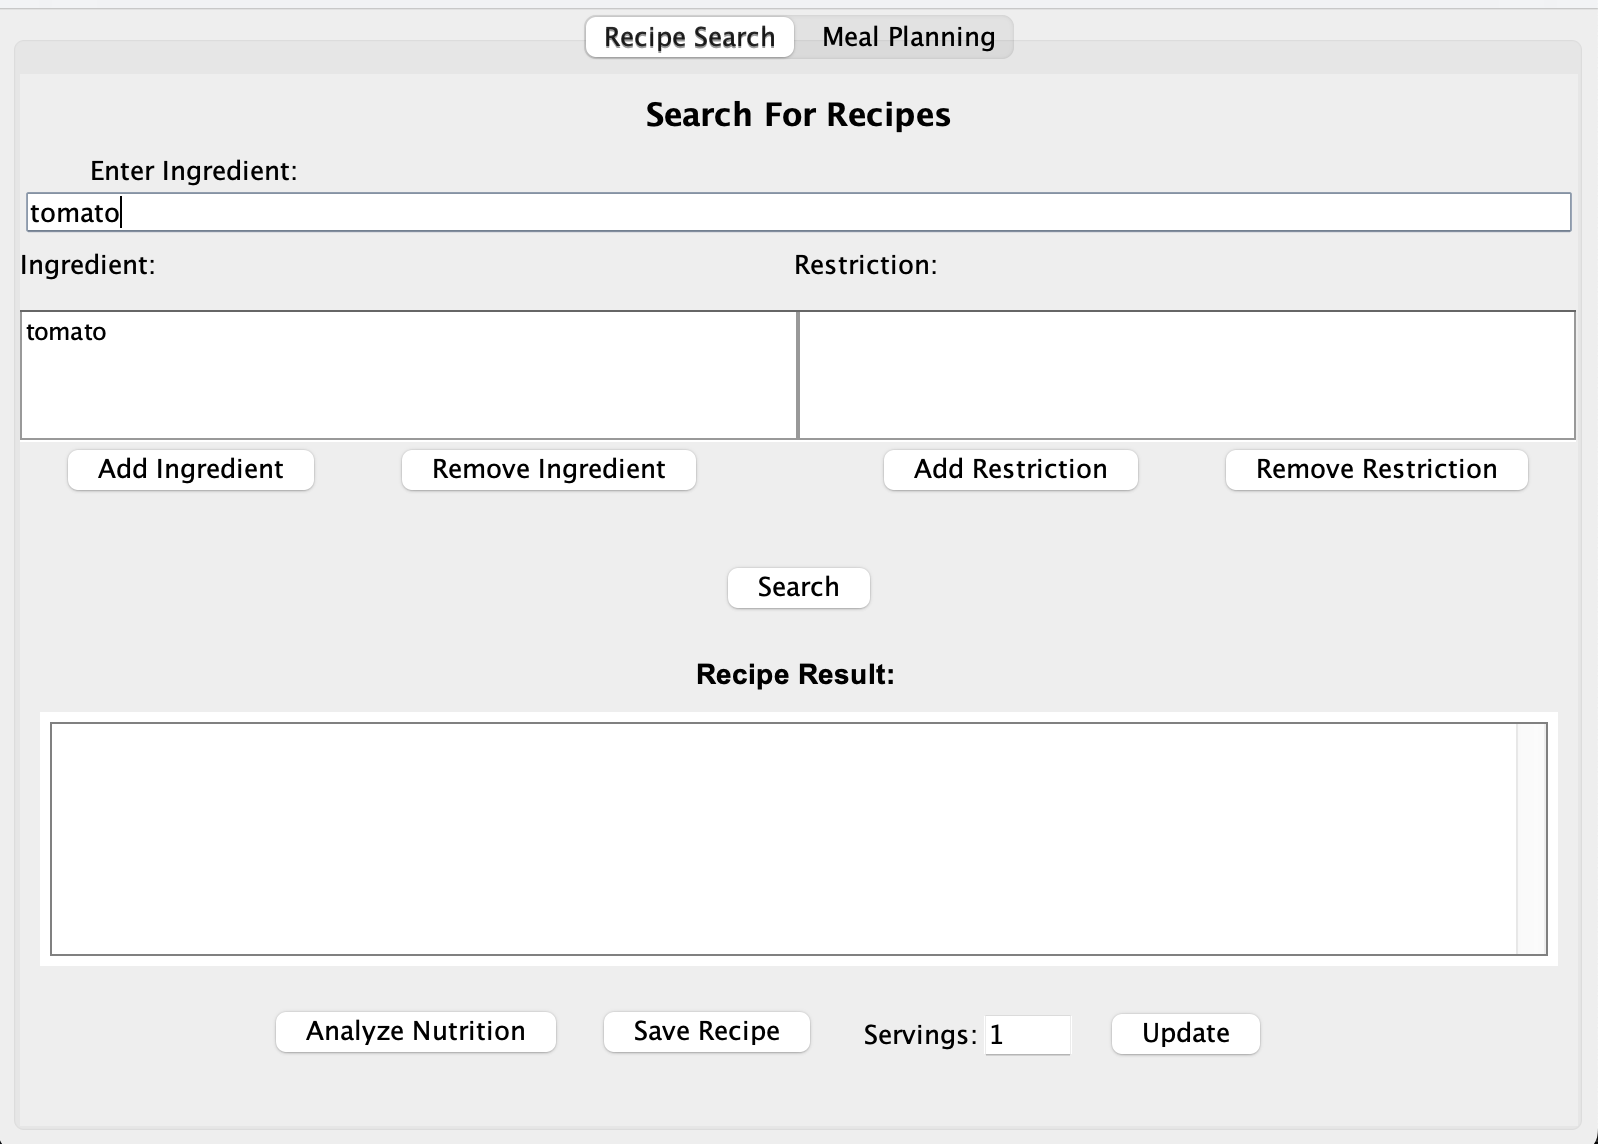 Recipe Search Meal Planning
Search For Recipes
Enter Ingredient:
tomato
Ingredient: Restriction:
tomato
Add Ingredient Remove Ingredient Add Restriction Remove Restriction
Search
Recipe Result:
Analyze Nutrition Save Recipe Servings: 1 Update